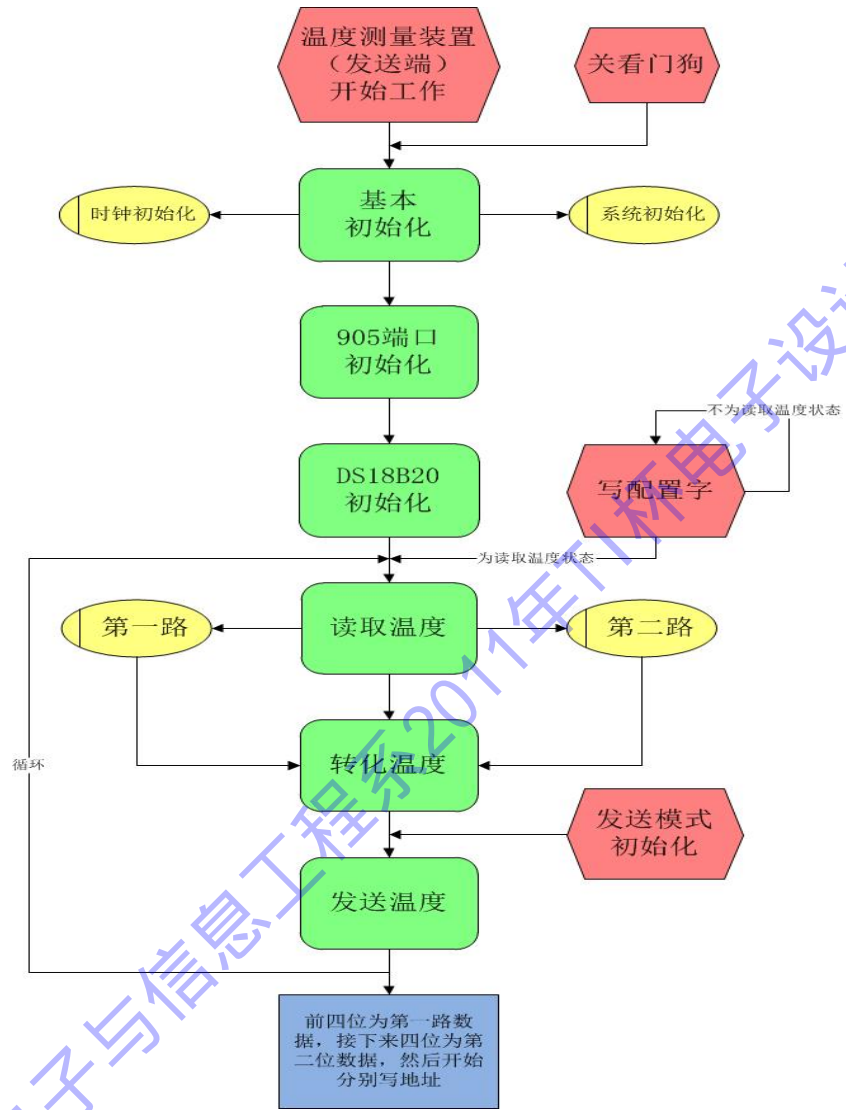 温度测量装置
（发送端）
开始工作
关看门狗
基本
初始化
时钟初始化
系统初始化
905端口
初始化
不为读取温度状态
DS18B20
初始化
写配置字
为读取温度状态
第一路
读取温度
第二路
循环
转化温度
发送模式
初始化
发送温度
前四位为第一路数
据，接下来四位为第
二位数据，然后开始
分别写地址
子与信息工程系2011年TI杯电子设